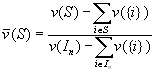 v̄(S) = (v(S) − ∑_{i∈S} v({i})) / (v(I_n) − ∑_{i∈I_n} v({i}))